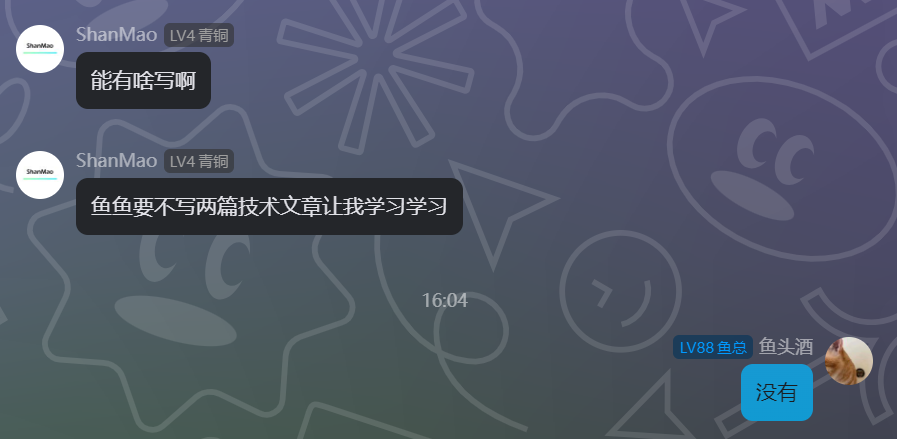 ShanMao
ShanMao LV4 青铜
能有啥写啊
ShanMao
ShanMao LV4 青铜
鱼鱼要不写两篇技术文章让我学习学习
16:04
LV88 鱼总 鱼头酒
没有